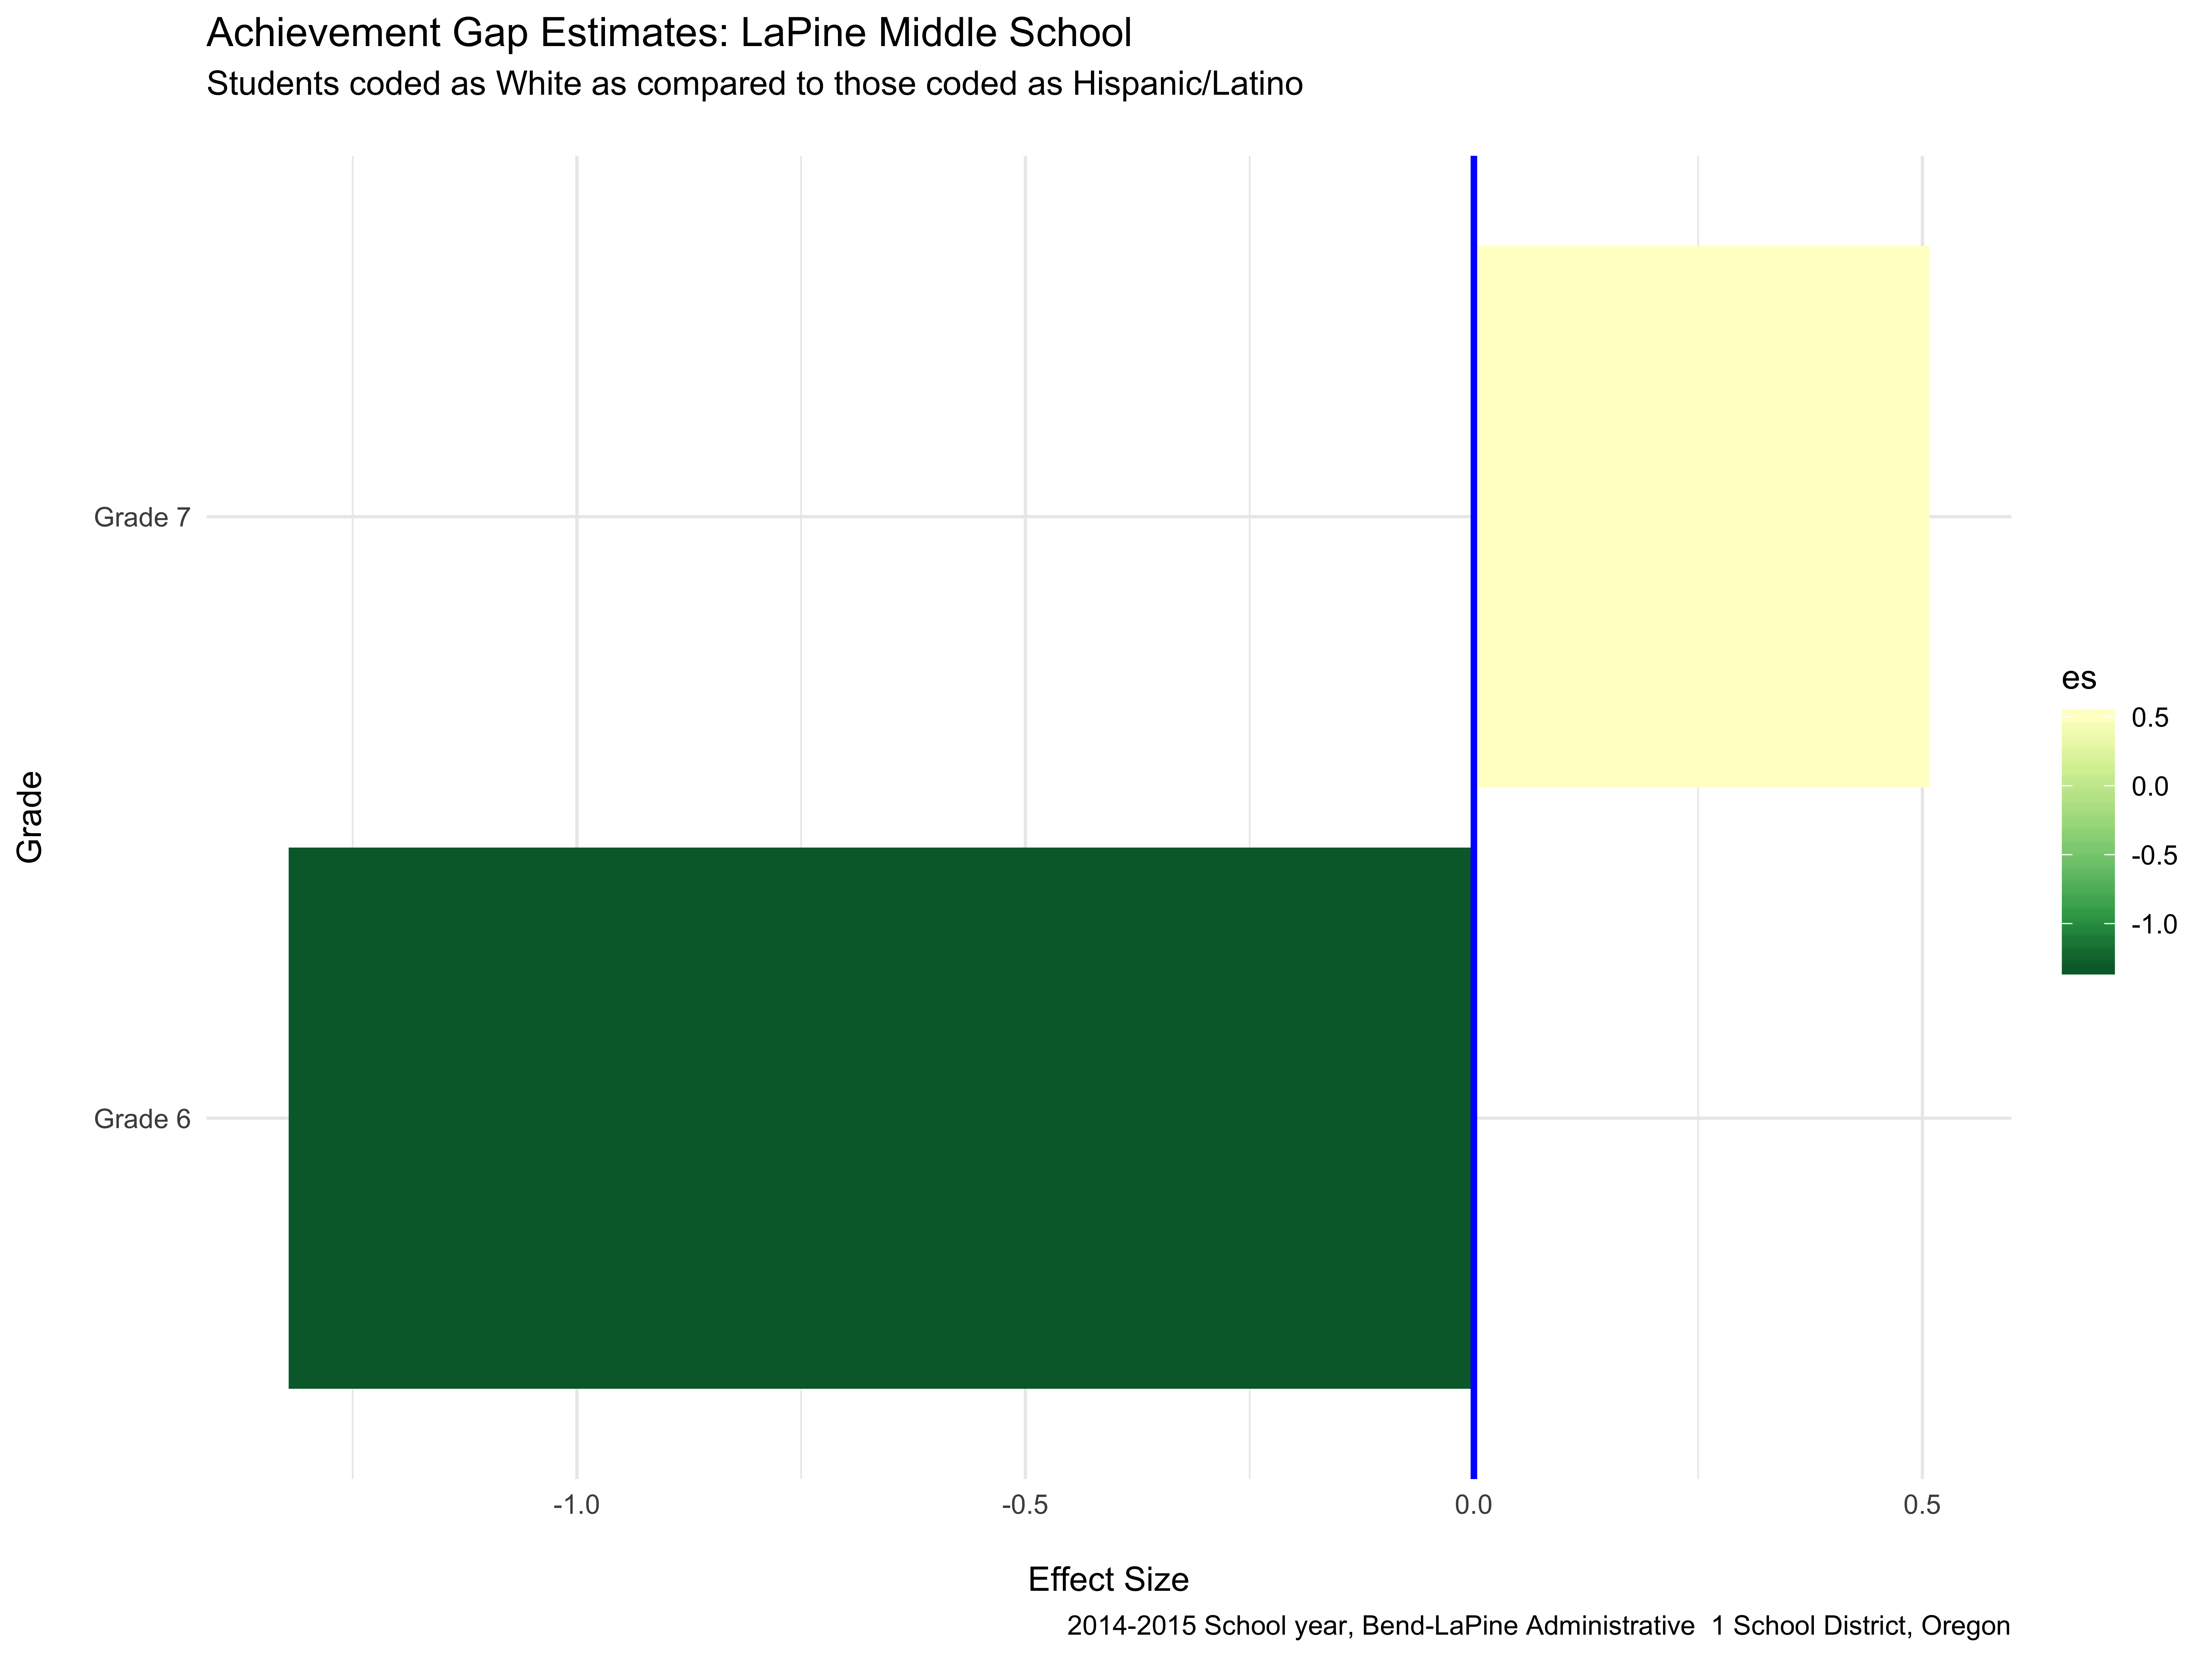 Achievement Gap Estimates: LaPine Middle School
Students coded as White as compared to those coded as Hispanic/Latino
Grade 7
Grade
Grade 6
es
0.5
0.0
-0.5
-1.0
-1.0
-0.5
0.0
0.5
Effect Size
2014-2015 School year, Bend-LaPine Administrative  1 School District, Oregon